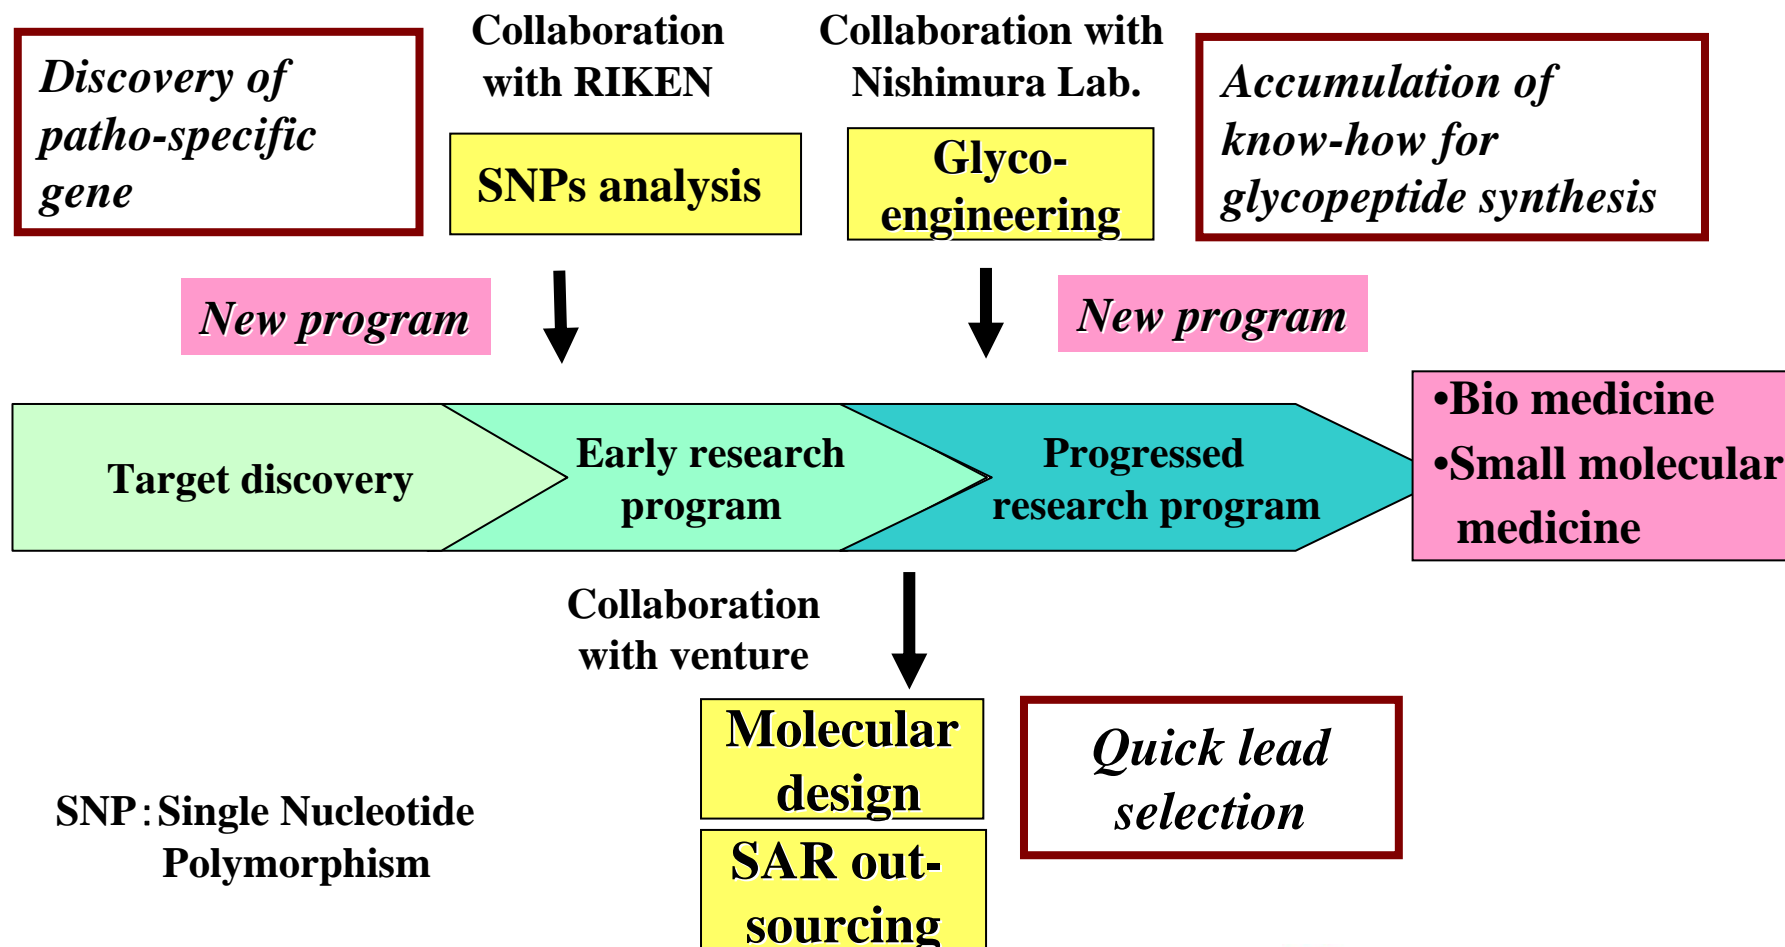 Discovery of
patho-specific
gene
Collaboration
with RIKEN
SNPs analysis
Collaboration with
Nishimura Lab.
Glyco-
engineering
Accumulation of
know-how for
glycopeptide synthesis
New program
New program
Target discovery
Early research
program
Progressed
research program
•Bio medicine
•Small molecular
medicine
Collaboration
with venture
Molecular
design
SAR out-
sourcing
Quick lead
selection
SNP:Single Nucleotide
Polymorphism